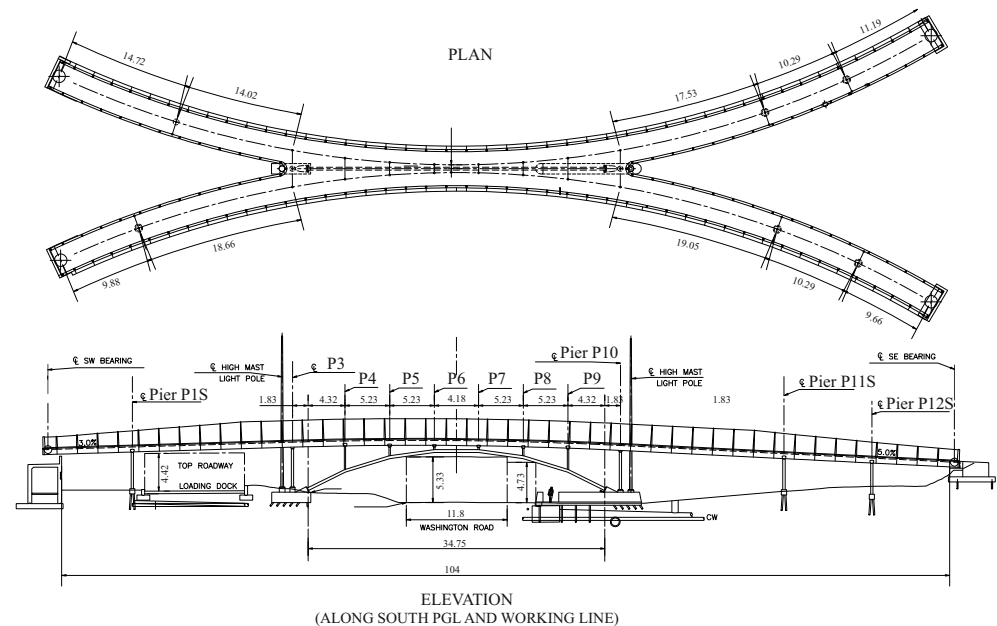 PLAN
14.72
14.02
17.53
10.29
11.19
9.88
18.66
19.05
10.29
9.66
℄ SW BEARING
℄ HIGH MAST
LIGHT POLE
℄ P3
℄ Pier P10
℄ HIGH MAST
LIGHT POLE
℄ SE BEARING
℄ Pier P1S
P4
P5
P6
P7
P8
P9
℄ Pier P11S
℄ Pier P12S
1.83
4.32
5.23
5.23
4.18
5.23
5.23
4.32
1.83
1.83
3.0%
5.0%
4.42
TOP ROADWAY
LOADING DOCK
5.33
4.73
11.8
WASHINGTON ROAD
CW
34.75
104
ELEVATION
(ALONG SOUTH PGL AND WORKING LINE)